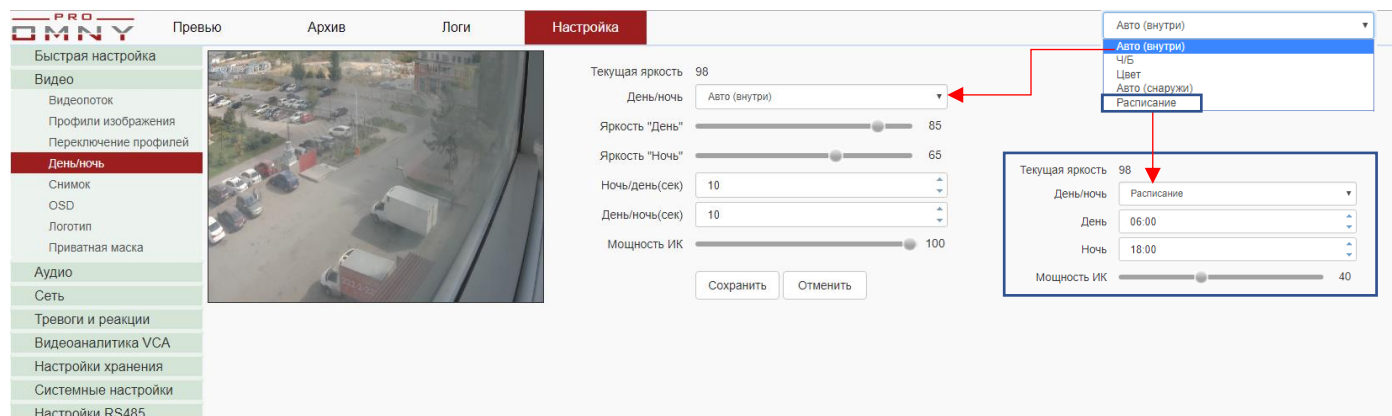 PRO
OMNY
Превью Архив Логи Настройка
Быстрая настройка
Видео
Видеопоток
Профили изображения
Переключение профилей
День/ночь
Снимок
OSD
Логотип
Приватная маска
Аудио
Сеть
Тревоги и реакции
Видеоаналитика VCA
Настройки хранения
Системные настройки
Настройки RS485
Текущая яркость 98
День/ночь Авто (внутри)
Яркость "День" 85
Яркость "Ночь" 65
Ночь/день(сек) 10
День/ночь(сек) 10
Мощность ИК 100
Сохранить Отменить
Авто (внутри)
Авто (внутри)
Ч/Б
Цвет
Авто (снаружи)
Расписание
Текущая яркость 98
День/ночь Расписание
День 06:00
Ночь 18:00
Мощность ИК 40